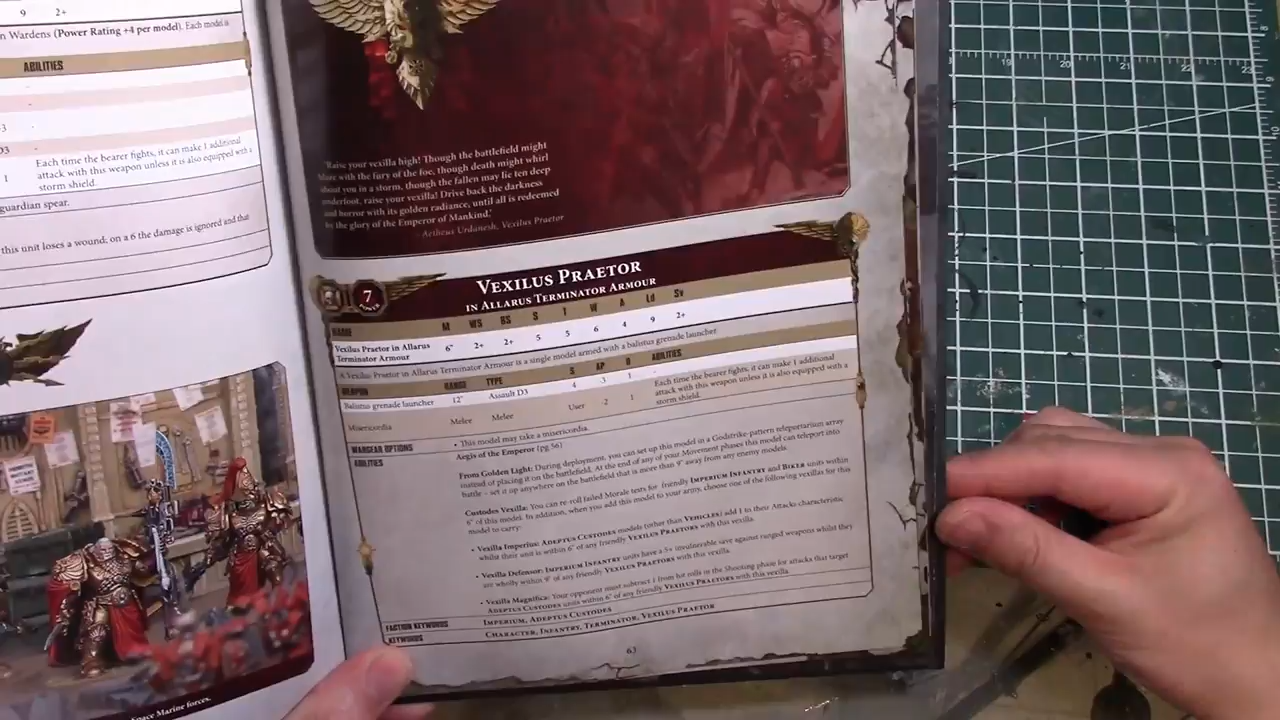 9 2+
n Wardens (Power Rating +4 per model). Each model is
ABILITIES
-
-
-3 -
D3 -
Each time the bearer fights, it can make 1 additional
1 attack with this weapon unless it is also equipped with a
storm shield.
guardian spear.
this unit loses a wound; on a 6 the damage is ignored and that
Space Marine forces.
'Raise your vexilla high! Though the battlefield might
blaze with the fury of the foe, though death might whirl
about you in a storm, though the fallen may lie ten deep
underfoot, raise your vexilla! Drive back the darkness
and horror with its golden radiance, until all is redeemed
by the glory of the Emperor of Mankind.'
- Aetheus Urdanesh, Vexilus Praetor
7
POWER
VEXILUS PRAETOR
IN ALLARUS TERMINATOR ARMOUR
NAME M WS BS S T W A Ld Sv
Vexilus Praetor in Allarus
Terminator Armour 6" 2+ 2+ 5 5 6 4 9 2+
A Vexilus Praetor in Allarus Terminator Armour is a single model armed with a balistus grenade launcher
WEAPON RANGE TYPE S AP D ABILITIES
Balistus grenade launcher 12" Assault D3 4 -3 1 -
Misericordia Melee Melee User -2 1 Each time the bearer fights, it can make 1 additional
attack with this weapon unless it is also equipped with a
storm shield.
WARGEAR OPTIONS • This model may take a misericordia.
ABILITIES Aegis of the Emperor (pg 56)
From Golden Light: During deployment, you can set up this model in a Godstrike-pattern teleportarium array
instead of placing it on the battlefield. At the end of any of your Movement phases this model can teleport into
battle – set it up anywhere on the battlefield that is more than 9" away from any enemy models.
Custodes Vexilla: You can re-roll failed Morale tests for friendly IMPERIUM INFANTRY and BIKER units within
6" of this model. In addition, when you add this model to your army, choose one of the following vexillas for this
model to carry:
• Vexilla Imperius: ADEPTUS CUSTODES models (other than VEHICLES) add 1 to their Attacks characteristic
whilst their unit is within 6" of any friendly VEXILUS PRAETORS with this vexilla.
• Vexilla Defensor: IMPERIUM INFANTRY units have a 5+ invulnerable save against ranged weapons whilst they
are wholly within 9" of any friendly VEXILUS PRAETORS with this vexilla.
• Vexilla Magnifica: Your opponent must subtract 1 from hit rolls in the Shooting phase for attacks that target
ADEPTUS CUSTODES units within 6" of any friendly VEXILUS PRAETORS with this vexilla.
FACTION KEYWORDS IMPERIUM, ADEPTUS CUSTODES
KEYWORDS CHARACTER, INFANTRY, TERMINATOR, VEXILUS PRAETOR
63
19 20 21 22 23